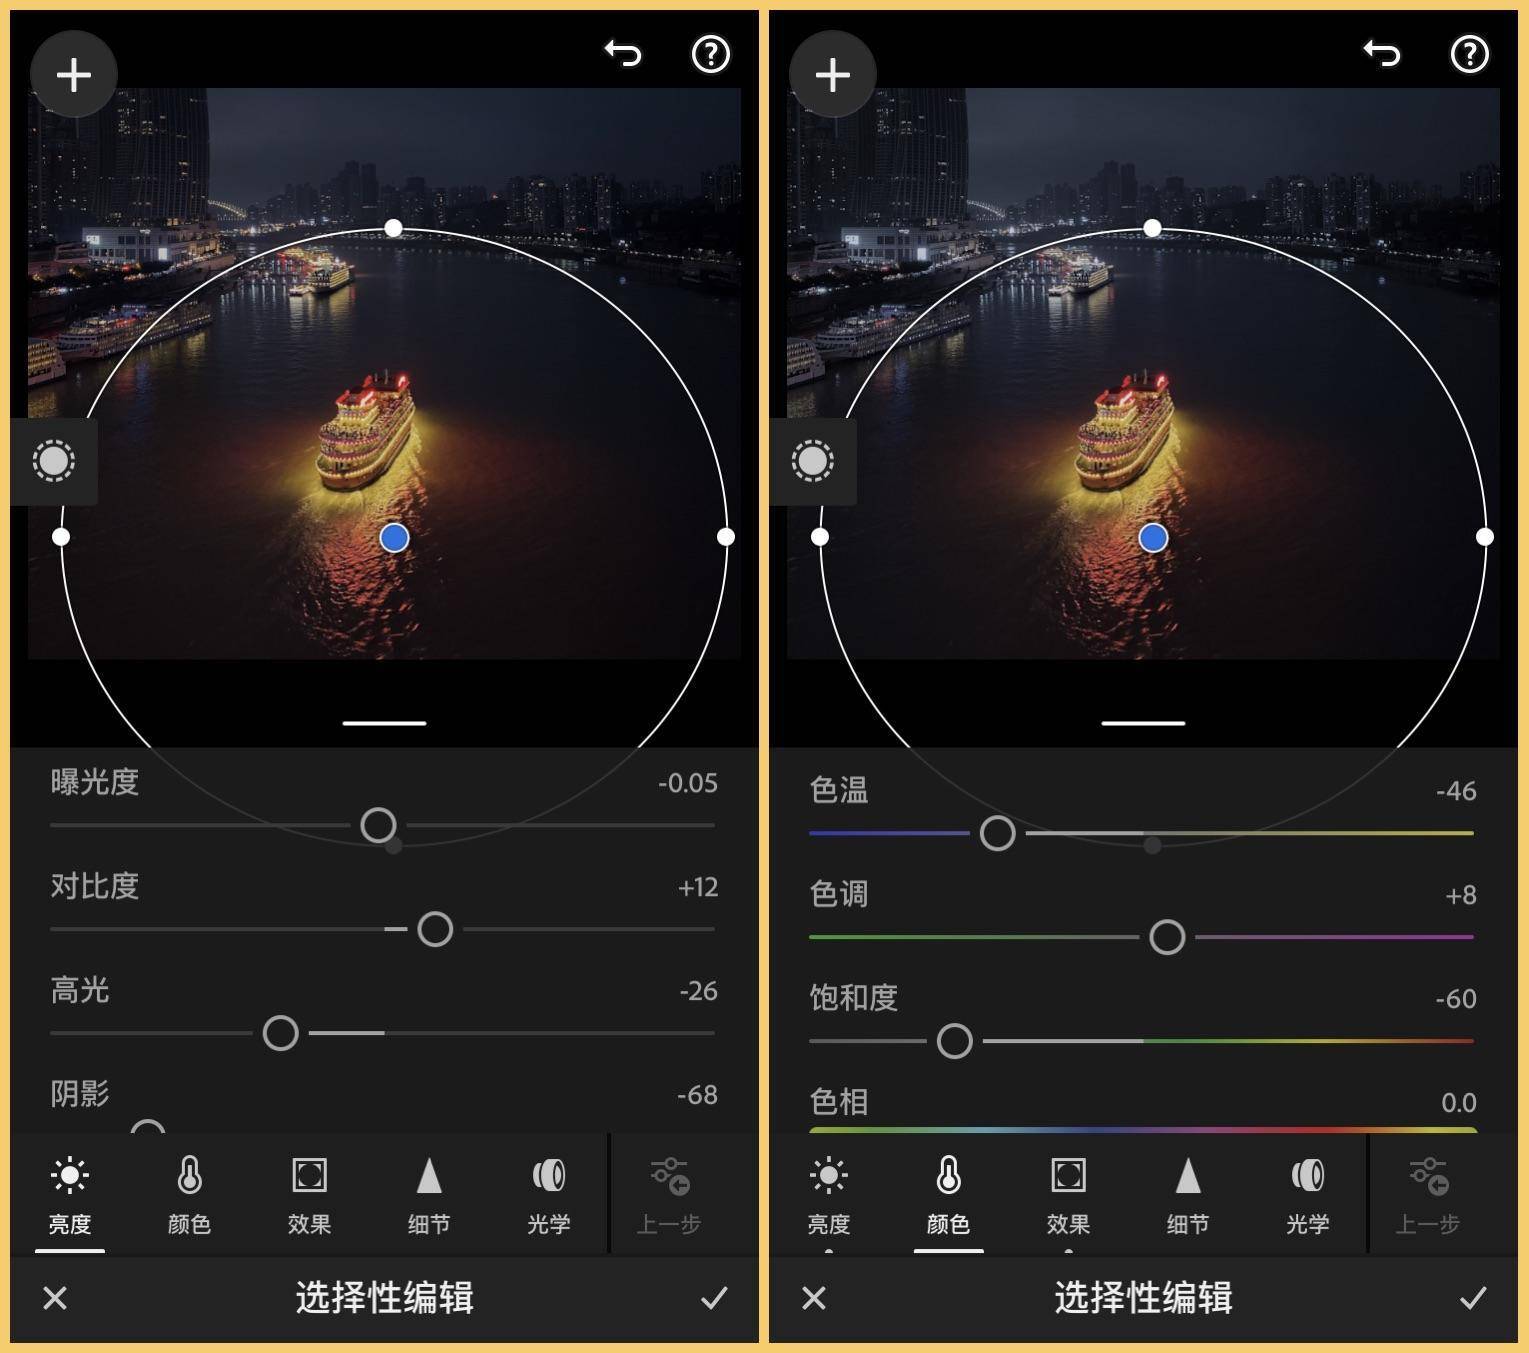 曝光度 -0.05
对比度 +12
高光 -26
阴影 -68
亮度 颜色 效果 细节 光学 上一步
选择性编辑
色温 -46
色调 +8
饱和度 -60
色相 0.0
亮度 颜色 效果 细节 光学 上一步
选择性编辑